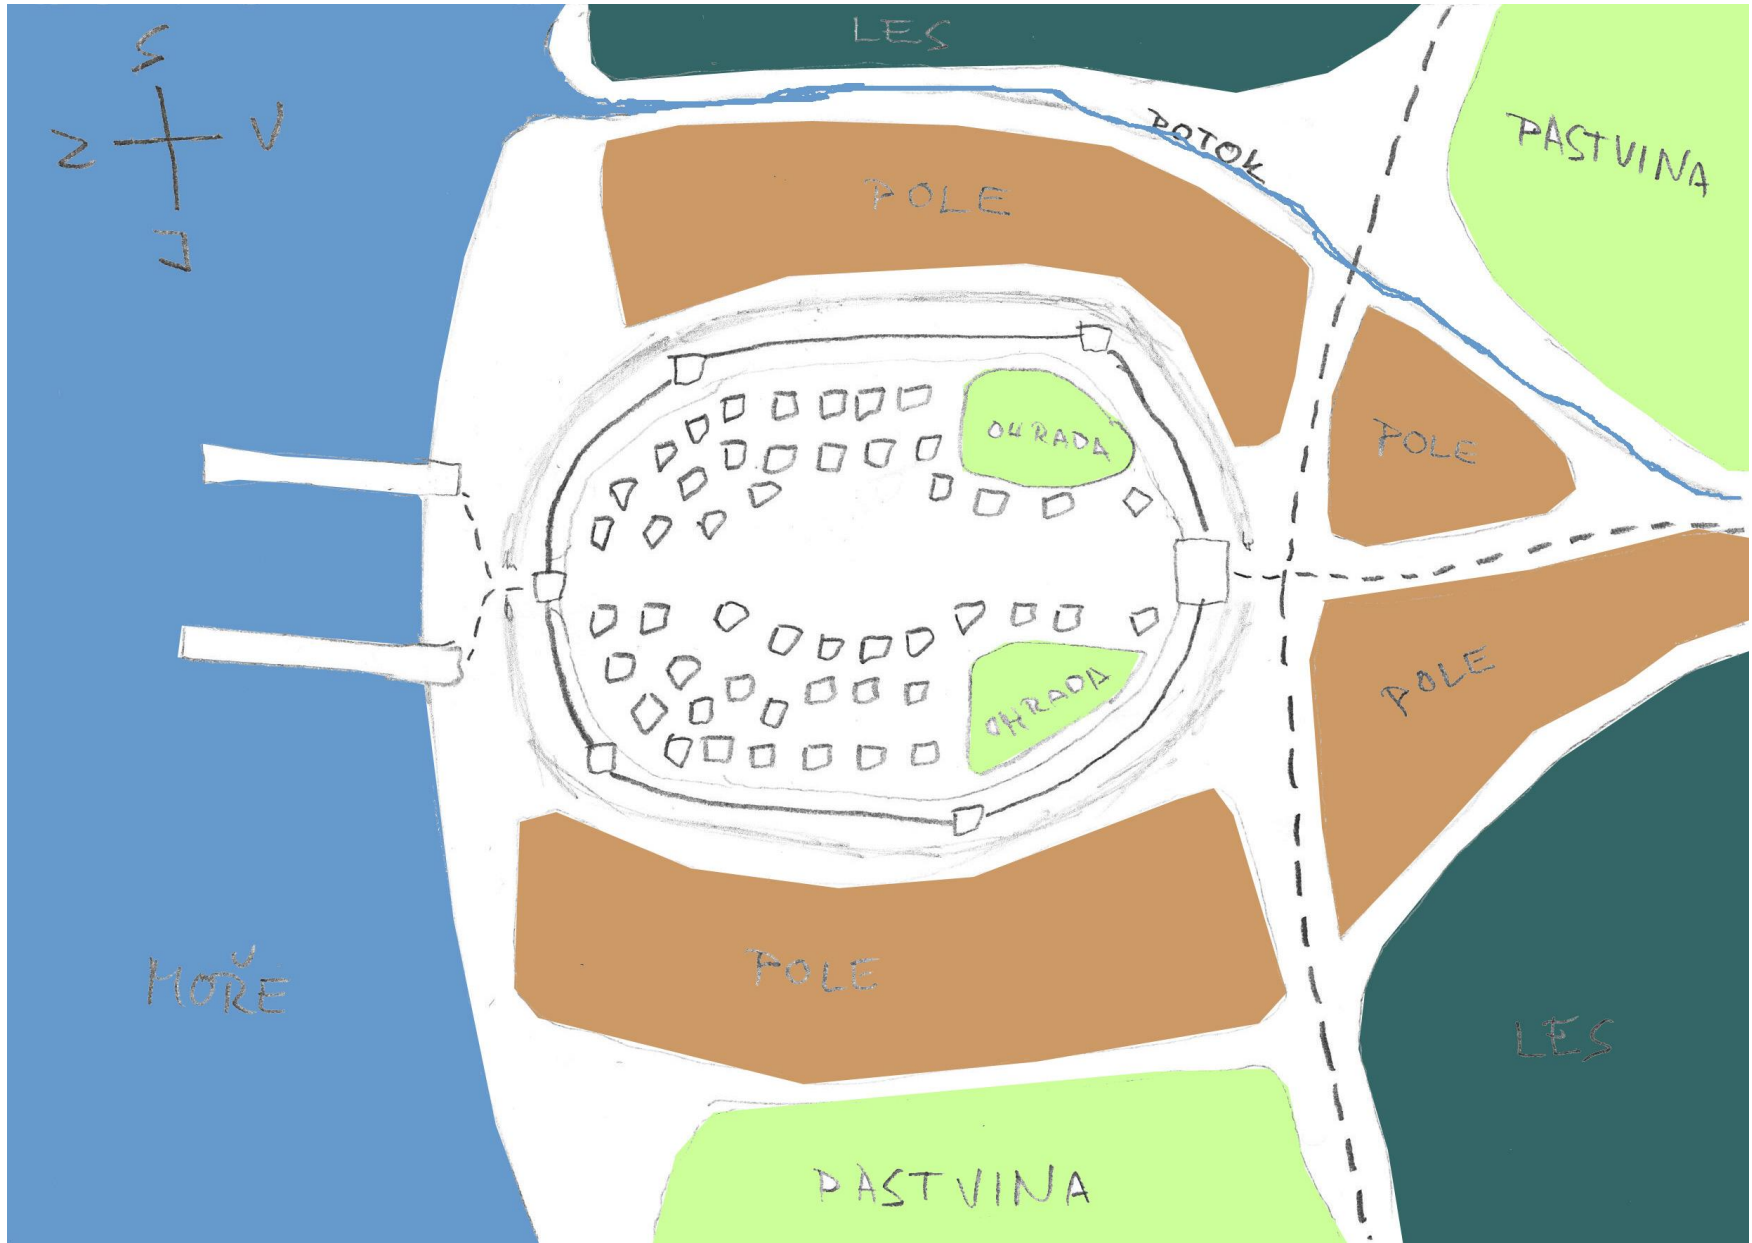 LES
S
Z
V
J
POTOK
PASTVINA
POLE
OHRADA
POLE
POLE
OHRADA
MOŘE
POLE
LES
PASTVINA